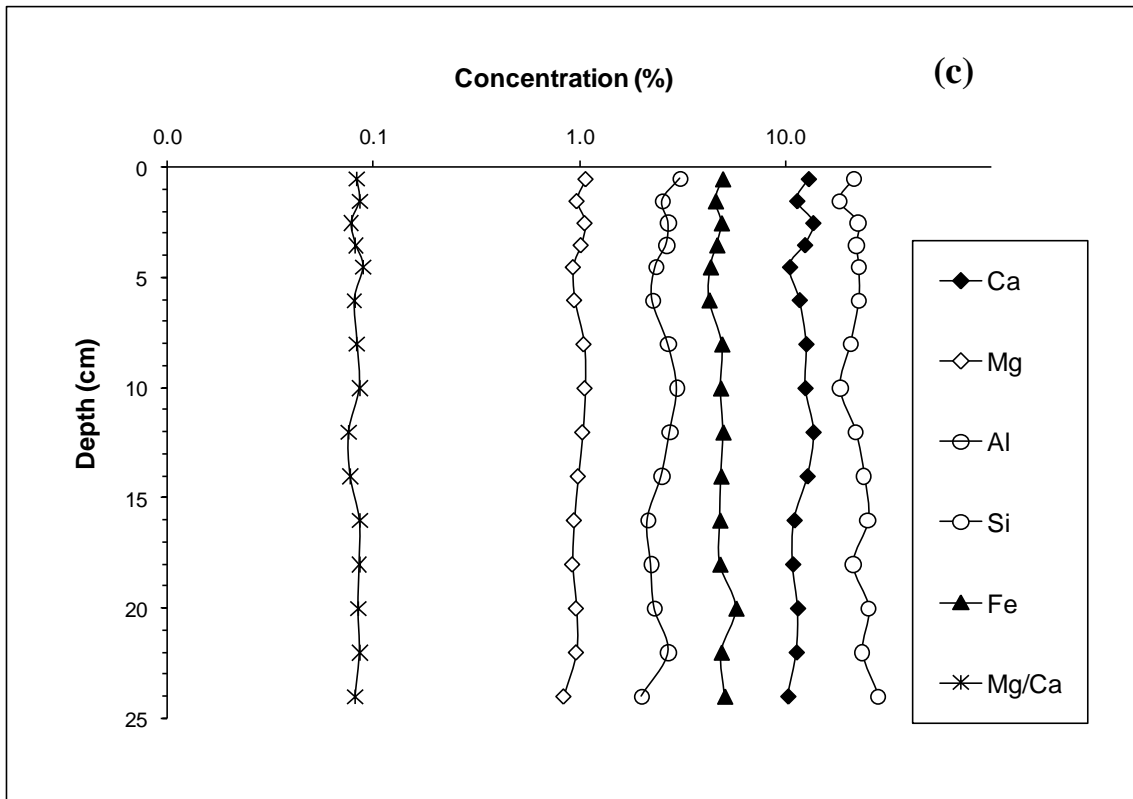 (c)
Concentration (%)
0.0 0.1 1.0 10.0
0
5
10
15
20
25
Depth (cm)
Ca
Mg
Al
Si
Fe
Mg/Ca